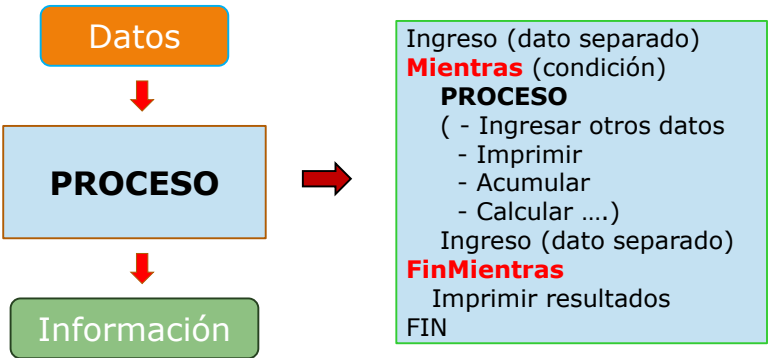 Datos
PROCESO
Información
Ingreso (dato separado)
Mientras (condición)
PROCESO
( - Ingresar otros datos
- Imprimir
- Acumular
- Calcular ....)
Ingreso (dato separado)
FinMientras
Imprimir resultados
FIN